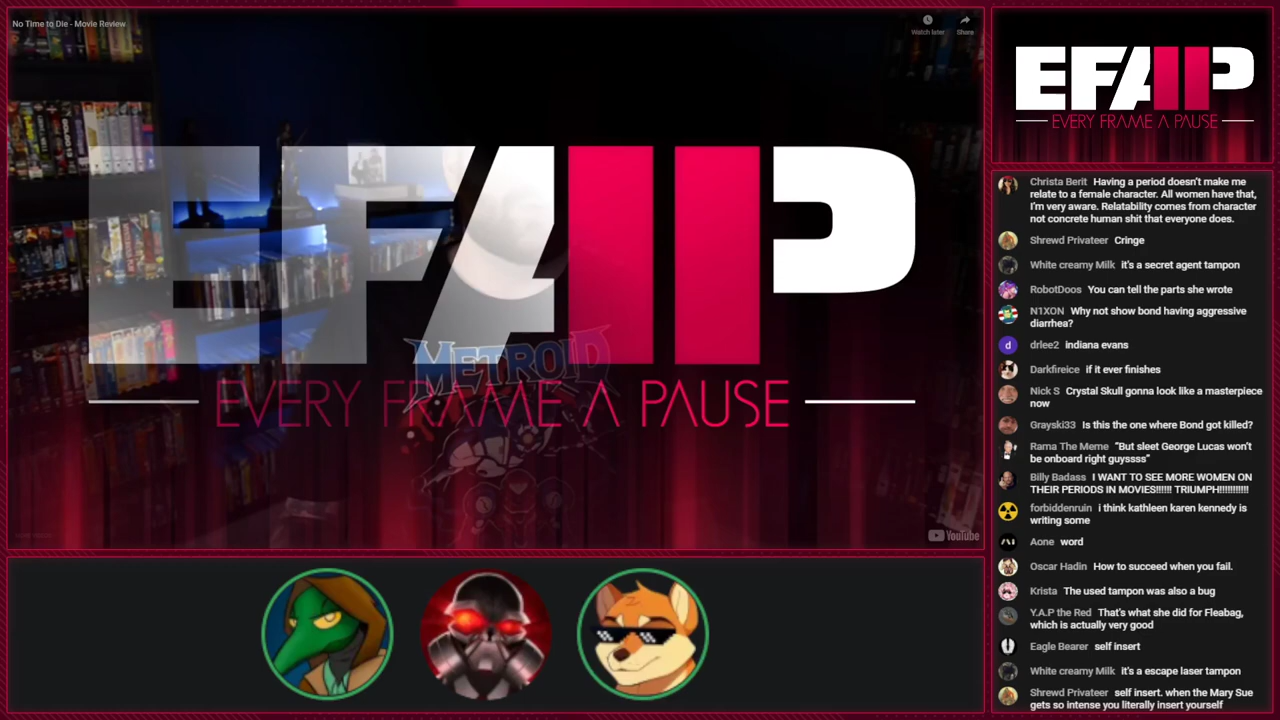 No Time to Die - Movie Review
Watch later
Share
EFAP
EVERY FRAME A PAUSE
METROID
YouTube
EFAP
EVERY FRAME A PAUSE
Christa Berit Having a period doesn't make me
relate to a female character. All women have that,
I'm very aware. Relatability comes from character
not concrete human shit that everyone does.
Shrewd Privateer Cringe
White creamy Milk it's a secret agent tampon
RobotDoos You can tell the parts she wrote
N1XON Why not show bond having aggressive
diarrhea?
d
drlee2 indiana evans
Darkfireice if it ever finishes
Nick S Crystal Skull gonna look like a masterpiece
now
Grayski33 Is this the one where Bond got killed?
Rama The Meme “But sleet George Lucas won't
be onboard right guyssss”
Billy Badass I WANT TO SEE MORE WOMEN ON
THEIR PERIODS IN MOVIES!!!!!! TRIUMPH!!!!!!!!!!!
forbiddenruin i think kathleen karen kennedy is
writing some
Aone word
Oscar Hadin How to succeed when you fail.
Krista The used tampon was also a bug
Y.A.P the Red That's what she did for Fleabag,
which is actually very good
Eagle Bearer self insert
White creamy Milk it's a escape laser tampon
Shrewd Privateer self insert. when the Mary Sue
gets so intense you literally insert yourself